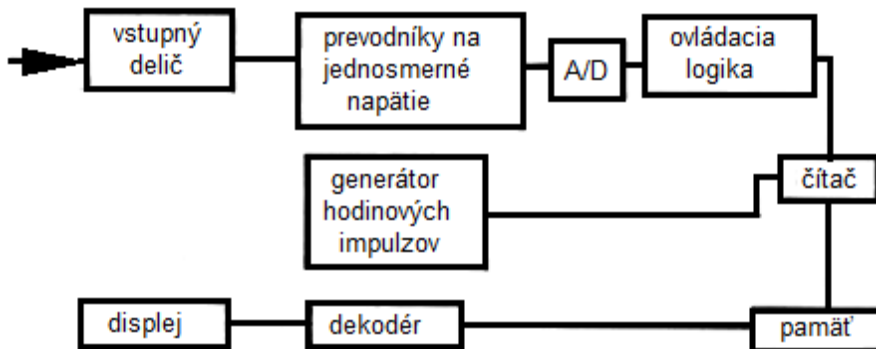 vstupný
delič
prevodníky na
jednosmerné
napätie
A/D
ovládacia
logika
generátor
hodinových
impulzov
čítač
displej
dekodér
pamäť